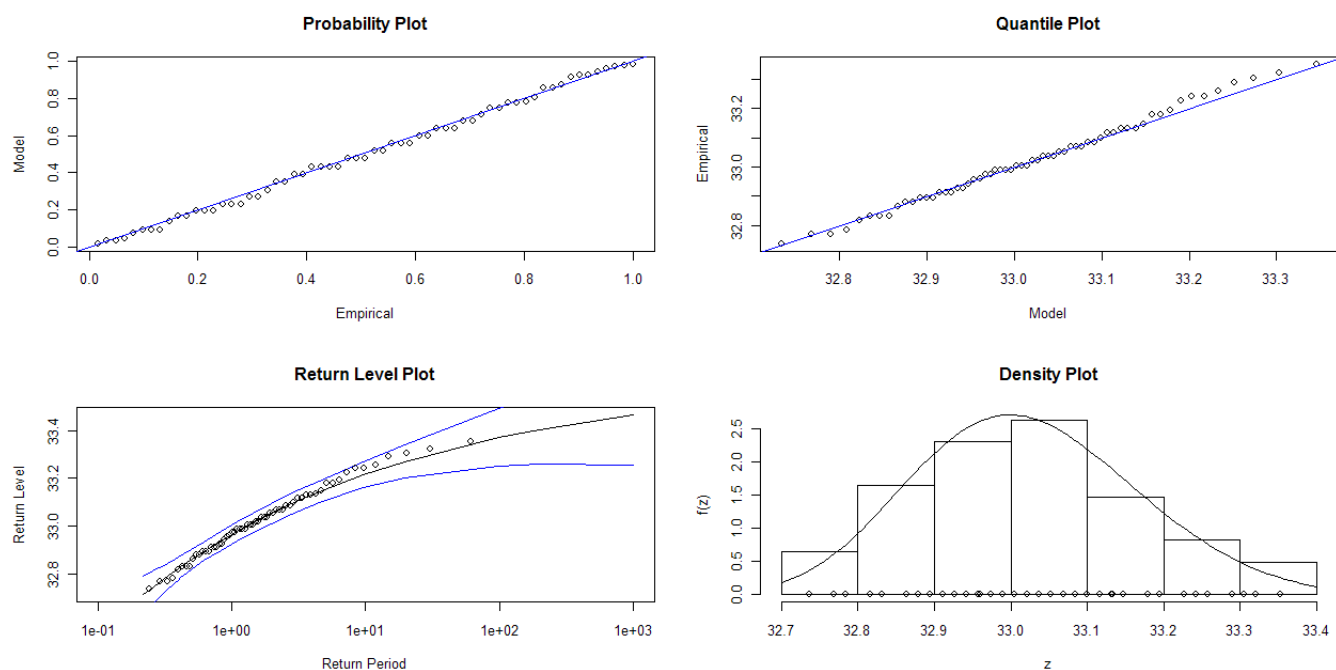 Probability Plot
Model
0.0 0.2 0.4 0.6 0.8 1.0
0.0 0.2 0.4 0.6 0.8 1.0
Empirical
Quantile Plot
Empirical
32.8 33.0 33.2
32.8 32.9 33.0 33.1 33.2 33.3
Model
Return Level Plot
Return Level
32.8 33.0 33.2 33.4
1e-01 1e+00 1e+01 1e+02 1e+03
Return Period
Density Plot
f(z)
0.0 0.5 1.0 1.5 2.0 2.5
32.7 32.8 32.9 33.0 33.1 33.2 33.3 33.4
z